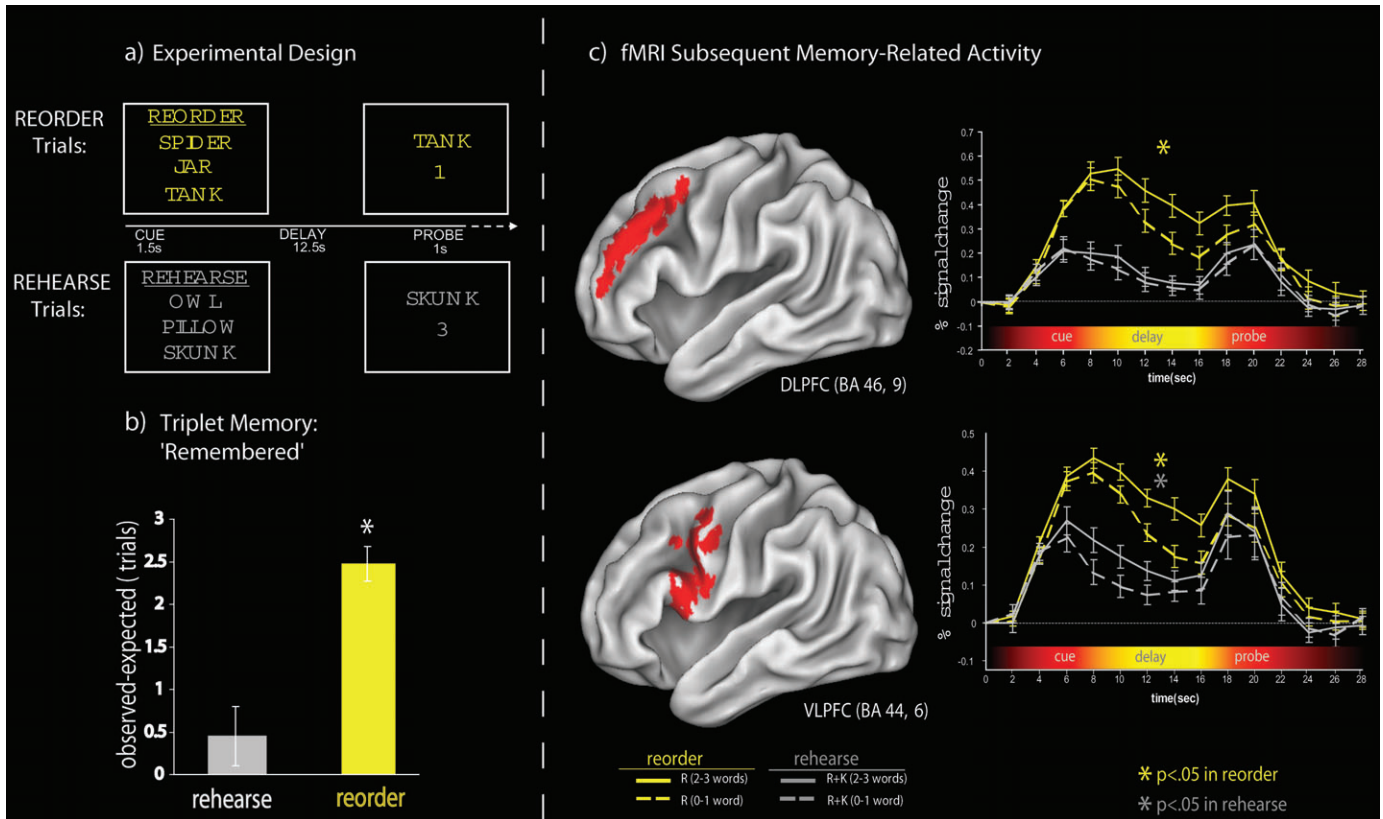 a) Experimental Design
REORDER
Trials:
REORDER
SPIDER
JAR
TANK
TANK
1
CUE
1.5s
DELAY
12.5s
PROBE
1s
REHEARSE
Trials:
REHEARSE
OWL
PILLOW
SKUNK
SKUNK
3
b) Triplet Memory:
'Remembered'
observed-expected ( trials)
3
2.5
2
1.5
1
0.5
0
*
rehearse
reorder
c) fMRI Subsequent Memory-Related Activity
DLPFC (BA 46, 9)
% signalchange
0.7
0.6
0.5
0.4
0.3
0.2
0.1
0
-0.1
-0.2
*
cue
delay
probe
0 2 4 6 8 10 12 14 16 18 20 22 24 26 28
time(sec)
VLPFC (BA 44, 6)
% signalchange
0.5
0.4
0.3
0.2
0.1
0
-0.1
*
*
cue
delay
probe
0 2 4 6 8 10 12 14 16 18 20 22 24 26 28
time(sec)
reorder
R (2-3 words)
R (0-1 word)
rehearse
R+K (2-3 words)
R+K (0-1 word)
* p<.05 in reorder
* p<.05 in rehearse